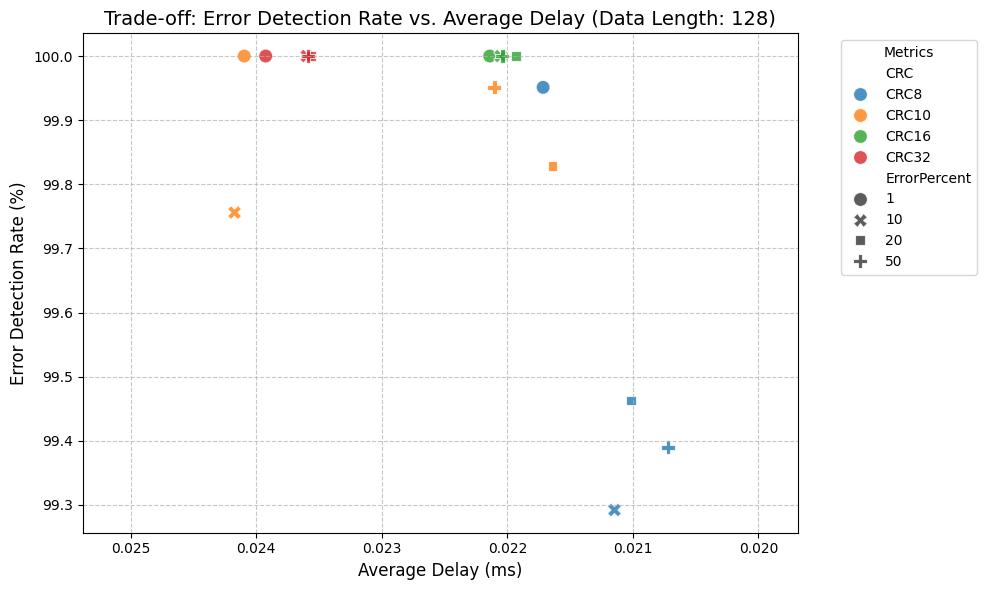 Trade-off: Error Detection Rate vs. Average Delay (Data Length: 128)
Error Detection Rate (%)
100.0
99.9
99.8
99.7
99.6
99.5
99.4
99.3
0.025 0.024 0.023 0.022 0.021 0.020
Average Delay (ms)
Metrics
CRC
CRC8
CRC10
CRC16
CRC32
ErrorPercent
1
10
20
50